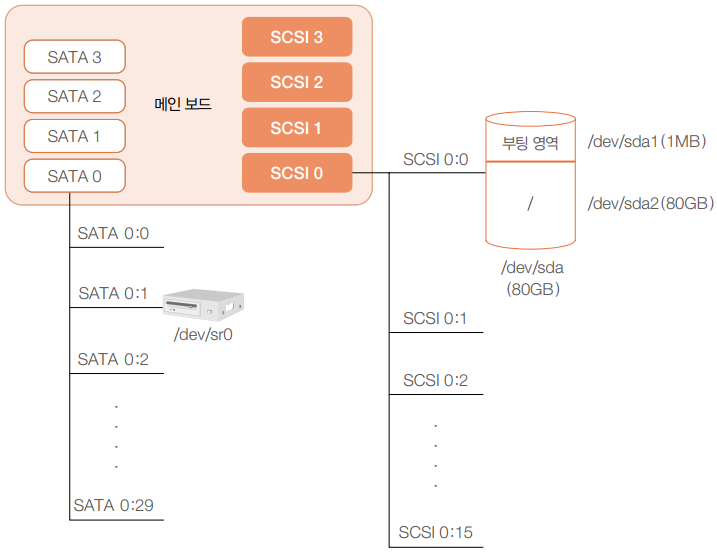 SATA 3
SATA 2
SATA 1
SATA 0
메인 보드
SCSI 3
SCSI 2
SCSI 1
SCSI 0
SATA 0:0
SATA 0:1
/dev/sr0
SATA 0:2
SATA 0:29
SCSI 0:0
부팅 영역
/
/dev/sda1(1MB)
/dev/sda2(80GB)
/dev/sda
(80GB)
SCSI 0:1
SCSI 0:2
SCSI 0:15